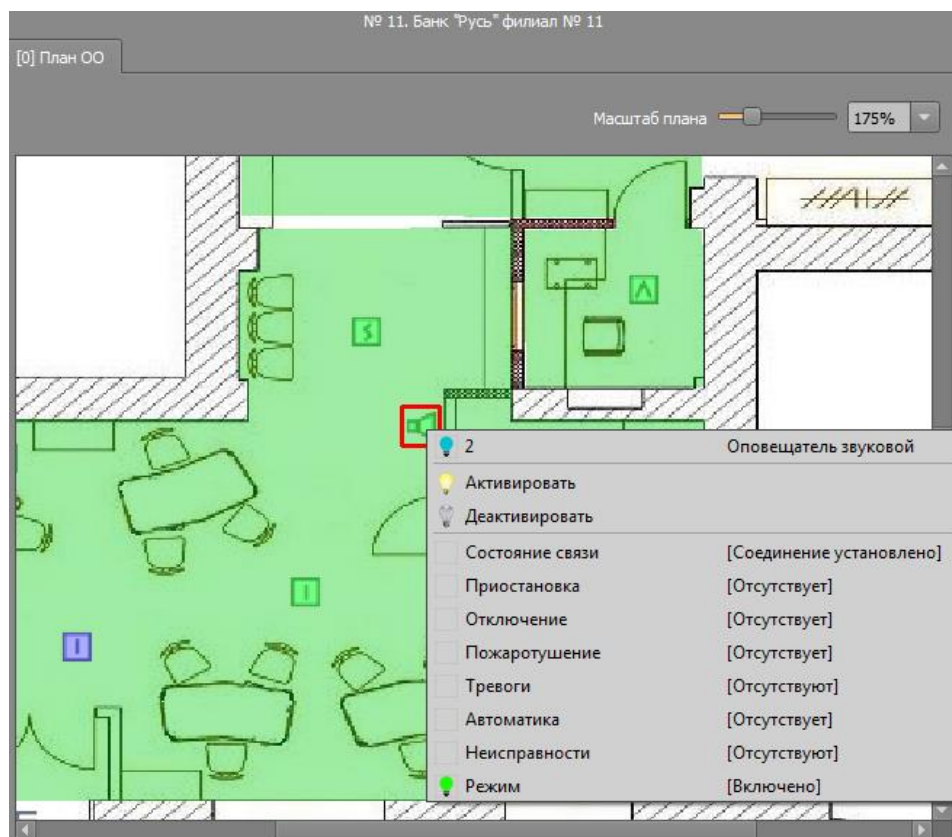 № 11. Банк "Русь" филиал № 11
[0] План ОО
Масштаб плана 175%
2 Оповещатель звуковой
Активировать
Деактивировать
Состояние связи [Соединение установлено]
Приостановка [Отсутствует]
Отключение [Отсутствует]
Пожаротушение [Отсутствует]
Тревоги [Отсутствуют]
Автоматика [Отсутствует]
Неисправности [Отсутствуют]
Режим [Включено]